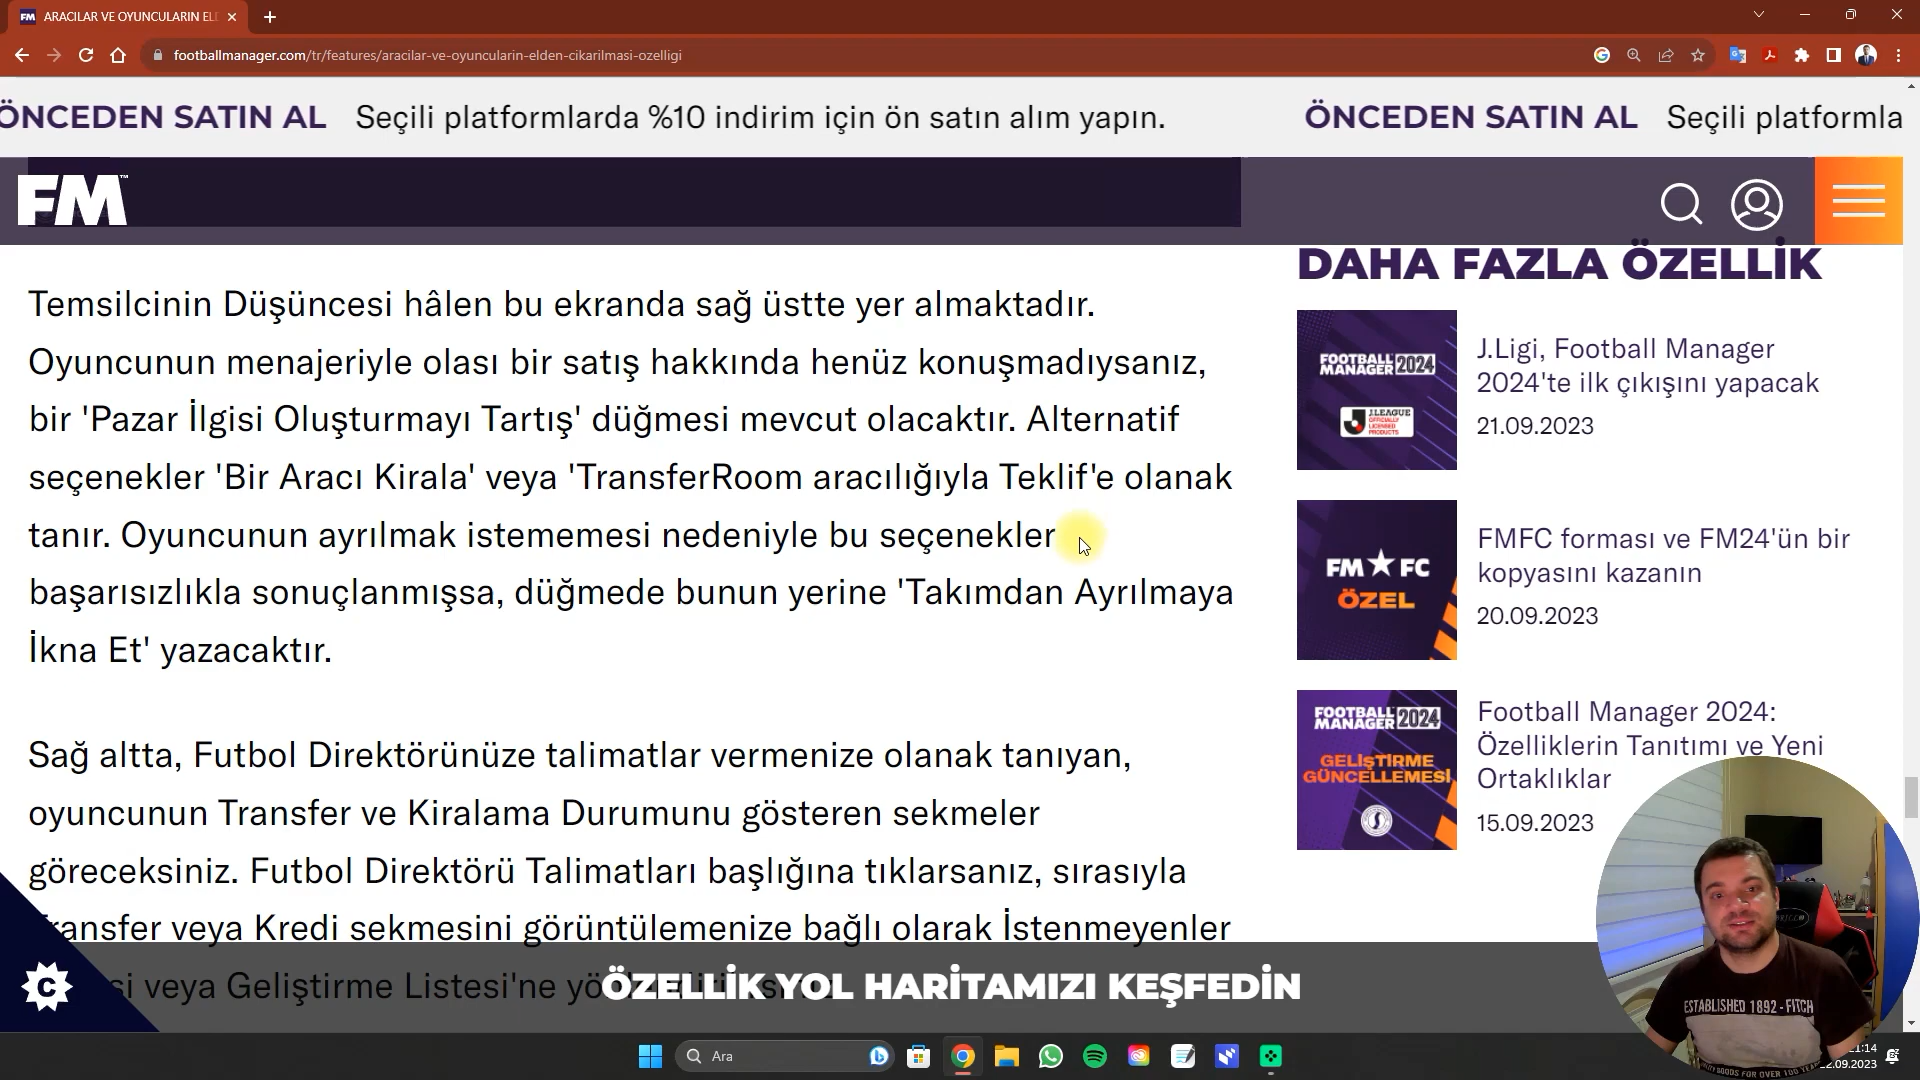 ARACILAR VE OYUNCULARIN EL
footballmanager.com/tr/features/aracilar-ve-oyuncularin-elden-cikarilmasi-ozelligi
ÖNCEDEN SATIN AL Seçili platformlarda %10 indirim için ön satın alım yapın. ÖNCEDEN SATIN AL Seçili platformla
FM
Temsilcinin Düşüncesi hâlen bu ekranda sağ üstte yer almaktadır.
Oyuncunun menajeriyle olası bir satış hakkında henüz konuşmadıysanız,
bir 'Pazar İlgisi Oluşturmayı Tartış' düğmesi mevcut olacaktır. Alternatif
seçenekler 'Bir Aracı Kirala' veya 'TransferRoom aracılığıyla Teklif'e olanak
tanır. Oyuncunun ayrılmak istememesi nedeniyle bu seçenekler
başarısızlıkla sonuçlanmışsa, düğmede bunun yerine 'Takımdan Ayrılmaya
İkna Et' yazacaktır.
Sağ altta, Futbol Direktörünüze talimatlar vermenize olanak tanıyan,
oyuncunun Transfer ve Kiralama Durumunu gösteren sekmeler
göreceksiniz. Futbol Direktörü Talimatları başlığına tıklarsanız, sırasıyla
Transfer veya Kredi sekmesini görüntülemenize bağlı olarak İstenmeyenler
si veya Geliştirme Listesi'ne
DAHA FAZLA ÖZELLİK
FOOTBALL MANAGER 2024
J.LEAGUE
OFFICIALLY
LICENSED
PRODUCTS
J.Ligi, Football Manager
2024'te ilk çıkışını yapacak
21.09.2023
FM FC
ÖZEL
FMFC forması ve FM24'ün bir
kopyasını kazanın
20.09.2023
FOOTBALL MANAGER 2024
GELİŞTİRME
GÜNCELLEMESİ
Football Manager 2024:
Özelliklerin Tanıtımı ve Yeni
Ortaklıklar
15.09.2023
ÖZELLİK YOL HARİTAMIZI KEŞFEDİN
C
ESTABLISHED 1892 - FITCH
Ara